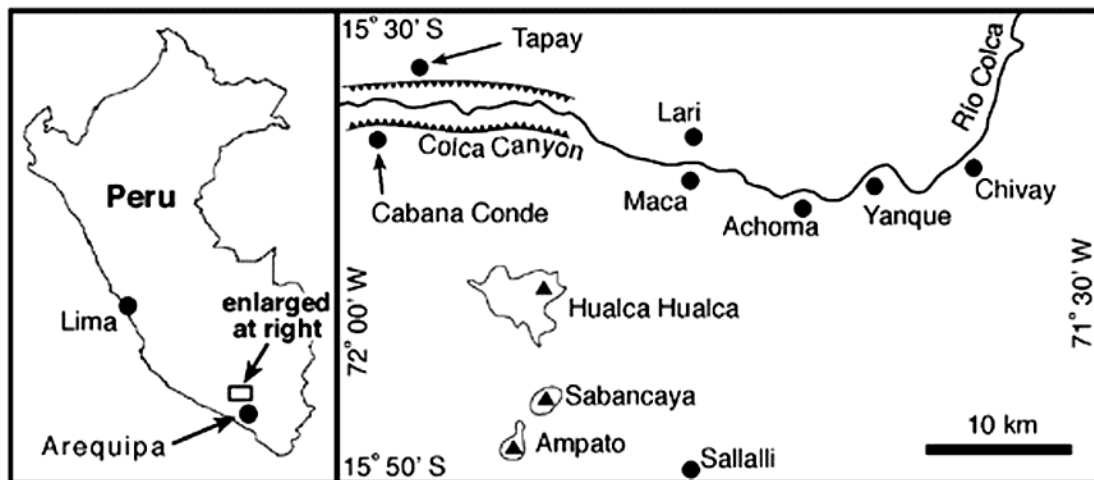 Peru
Lima
enlarged
at right
Arequipa
15° 30' S
Tapay
Río Colca
Lari
Colca Canyon
Chivay
Maca
Cabana Conde
Yanque
Achoma
72° 00' W
Hualca Hualca
71° 30' W
Sabancaya
10 km
Ampato
15° 50' S
Sallalli